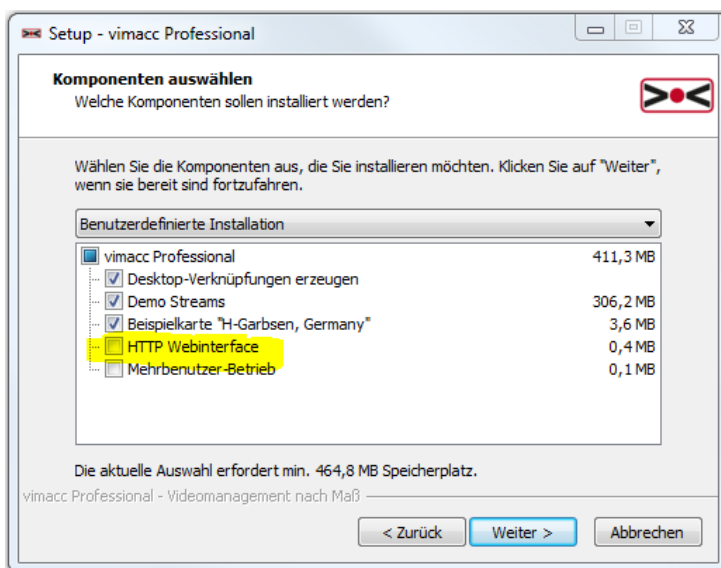 Setup - vimacc Professional
Komponenten auswählen
Welche Komponenten sollen installiert werden?
Wählen Sie die Komponenten aus, die Sie installieren möchten. Klicken Sie auf "Weiter",
wenn sie bereit sind fortzufahren.
Benutzerdefinierte Installation
vimacc Professional 411,3 MB
Desktop-Verknüpfungen erzeugen
Demo Streams 306,2 MB
Beispielkarte "H-Garbsen, Germany" 3,6 MB
HTTP Webinterface 0,4 MB
Mehrbenutzer-Betrieb 0,1 MB
Die aktuelle Auswahl erfordert min. 464,8 MB Speicherplatz.
vimacc Professional - Videomanagement nach Maß
< Zurück Weiter > Abbrechen